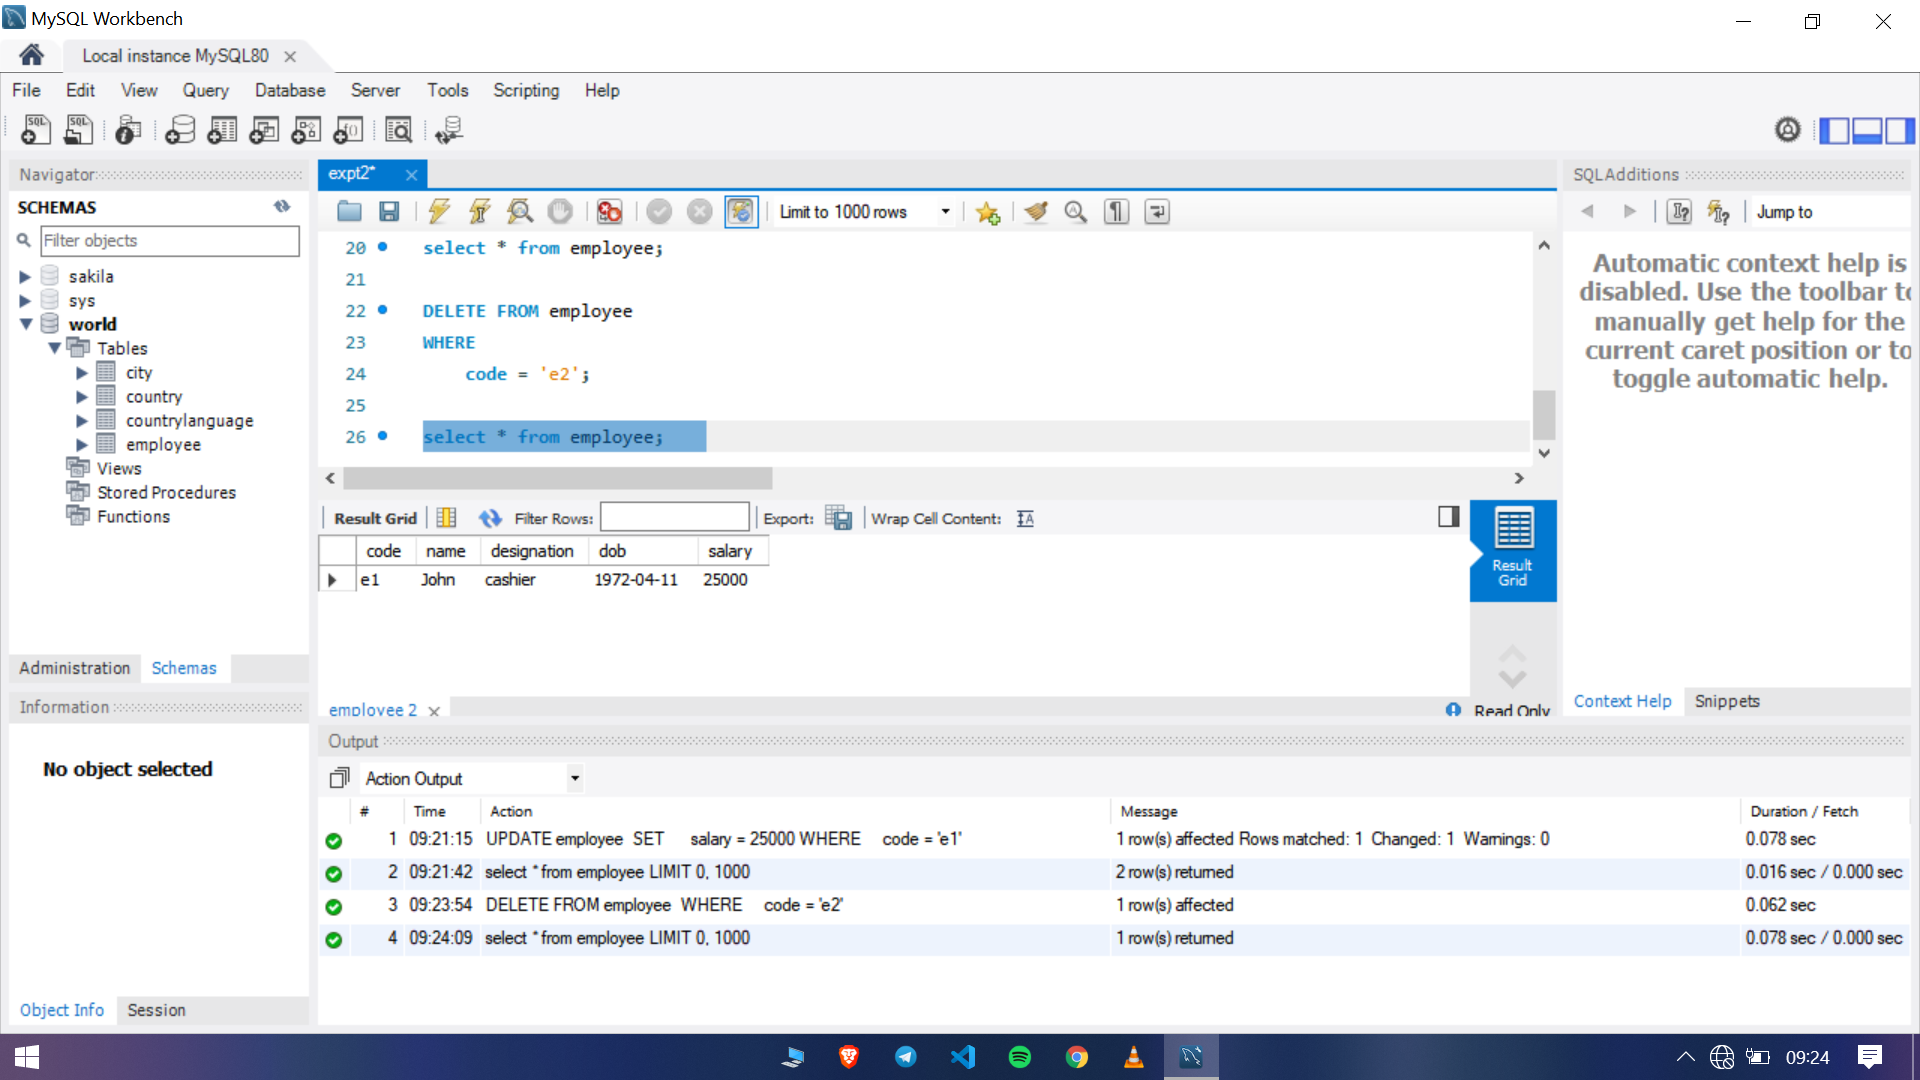 MySQL Workbench
Local instance MySQL80
File Edit View Query Database Server Tools Scripting Help
Navigator
SCHEMAS
Filter objects
sakila
sys
world
Tables
city
country
countrylanguage
employee
Views
Stored Procedures
Functions
Administration Schemas
Information
No object selected
Object Info Session
expt2*
Limit to 1000 rows
20 select * from employee;
21
22 DELETE FROM employee
23 WHERE
24 code = 'e2';
25
26 select * from employee;
Result Grid Filter Rows: Export: Wrap Cell Content:
code name designation dob salary
e1 John cashier 1972-04-11 25000
Result
Grid
employee 2
Read Only
SQLAdditions
Jump to
Automatic context help is
disabled. Use the toolbar to
manually get help for the
current caret position or to
toggle automatic help.
Context Help Snippets
Output
Action Output
# Time Action Message Duration / Fetch
1 09:21:15 UPDATE employee SET salary = 25000 WHERE code = 'e1' 1 row(s) affected Rows matched: 1 Changed: 1 Warnings: 0 0.078 sec
2 09:21:42 select * from employee LIMIT 0, 1000 2 row(s) returned 0.016 sec / 0.000 sec
3 09:23:54 DELETE FROM employee WHERE code = 'e2' 1 row(s) affected 0.062 sec
4 09:24:09 select * from employee LIMIT 0, 1000 1 row(s) returned 0.078 sec / 0.000 sec
09:24